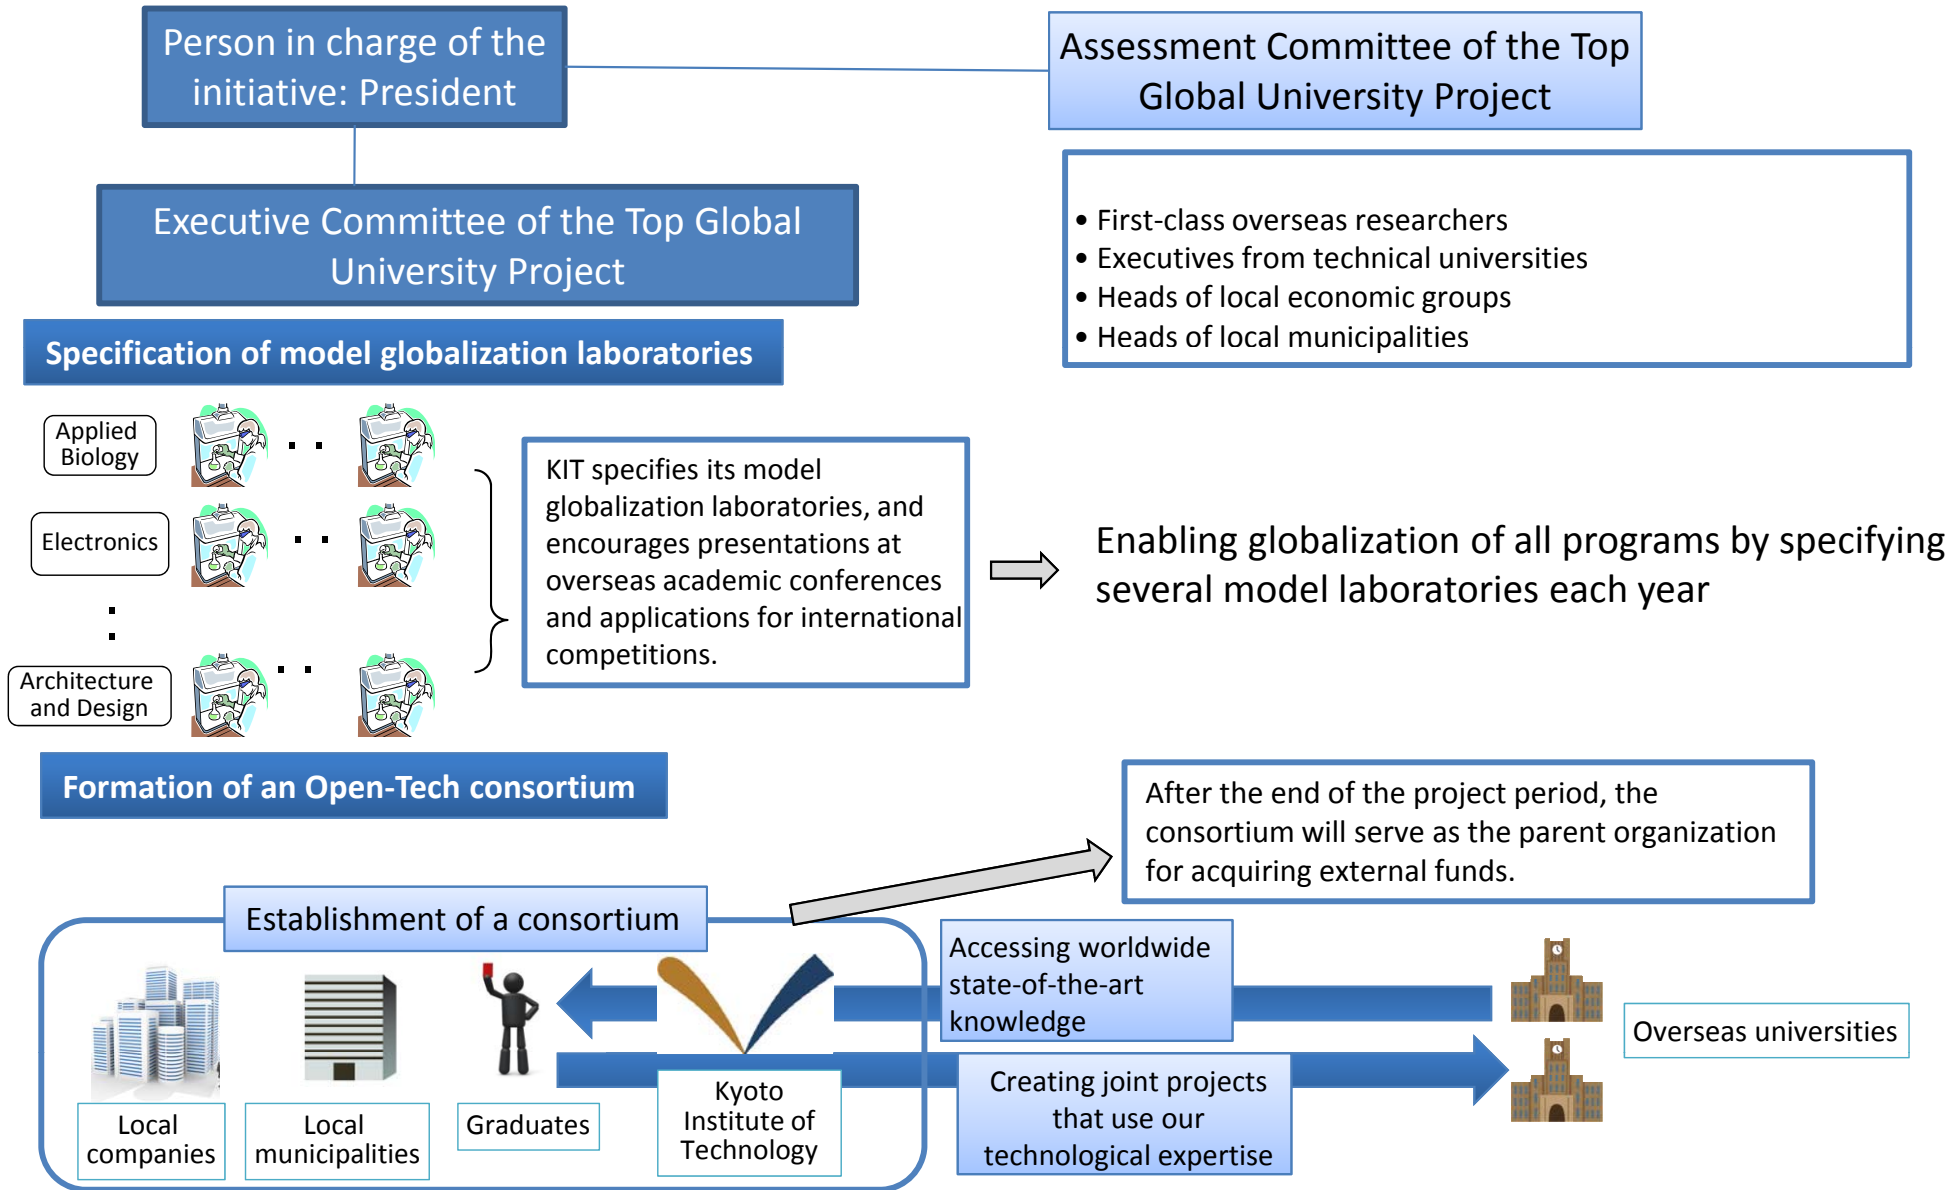 Person in charge of the
initiative: President
Assessment Committee of the Top
Global University Project
Executive Committee of the Top Global
University Project
• First-class overseas researchers
• Executives from technical universities
• Heads of local economic groups
• Heads of local municipalities
Specification of model globalization laboratories
Applied
Biology
Electronics
Architecture
and Design
KIT specifies its model
globalization laboratories, and
encourages presentations at
overseas academic conferences
and applications for international
competitions.
Enabling globalization of all programs by specifying
several model laboratories each year
Formation of an Open-Tech consortium
After the end of the project period, the
consortium will serve as the parent organization
for acquiring external funds.
Establishment of a consortium
Local
companies
Local
municipalities
Graduates
Kyoto
Institute of
Technology
Accessing worldwide
state-of-the-art
knowledge
Creating joint projects
that use our
technological expertise
Overseas universities